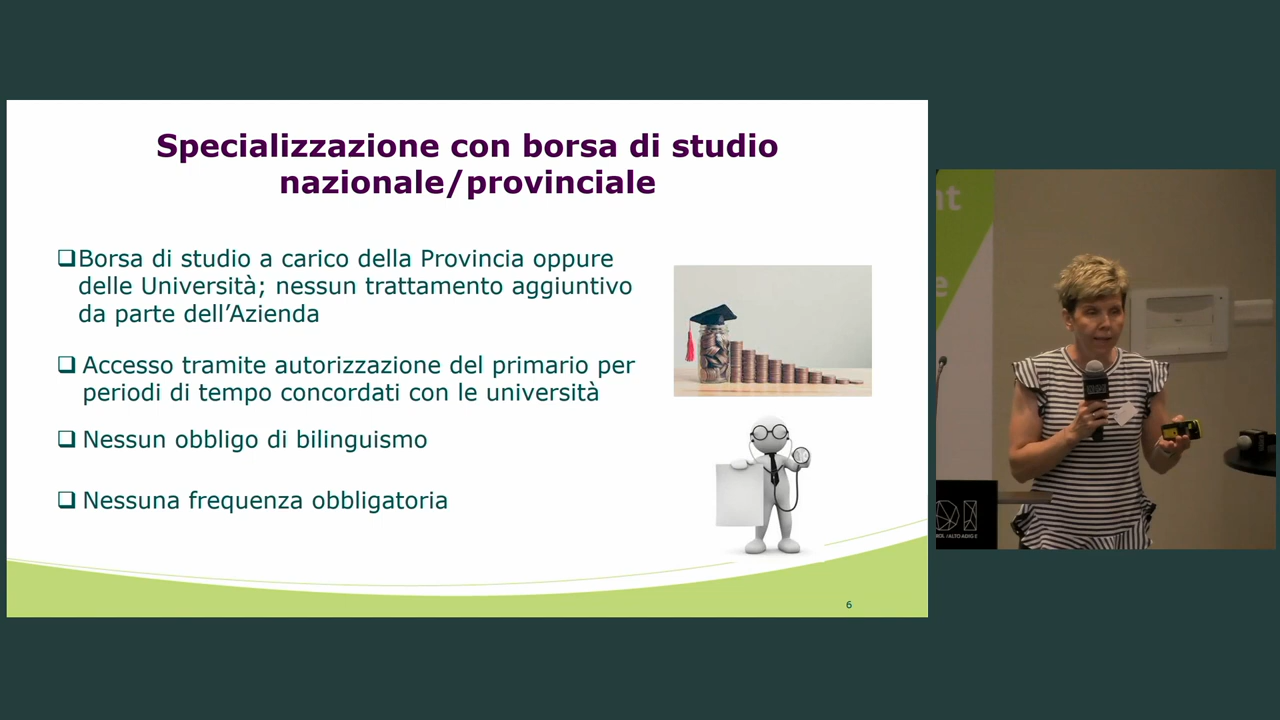 Specializzazione con borsa di studio
nazionale/provinciale
Borsa di studio a carico della Provincia oppure
delle Università; nessun trattamento aggiuntivo
da parte dell’Azienda
Accesso tramite autorizzazione del primario per
periodi di tempo concordati con le università
Nessun obbligo di bilinguismo
Nessuna frequenza obbligatoria
6
nt
e